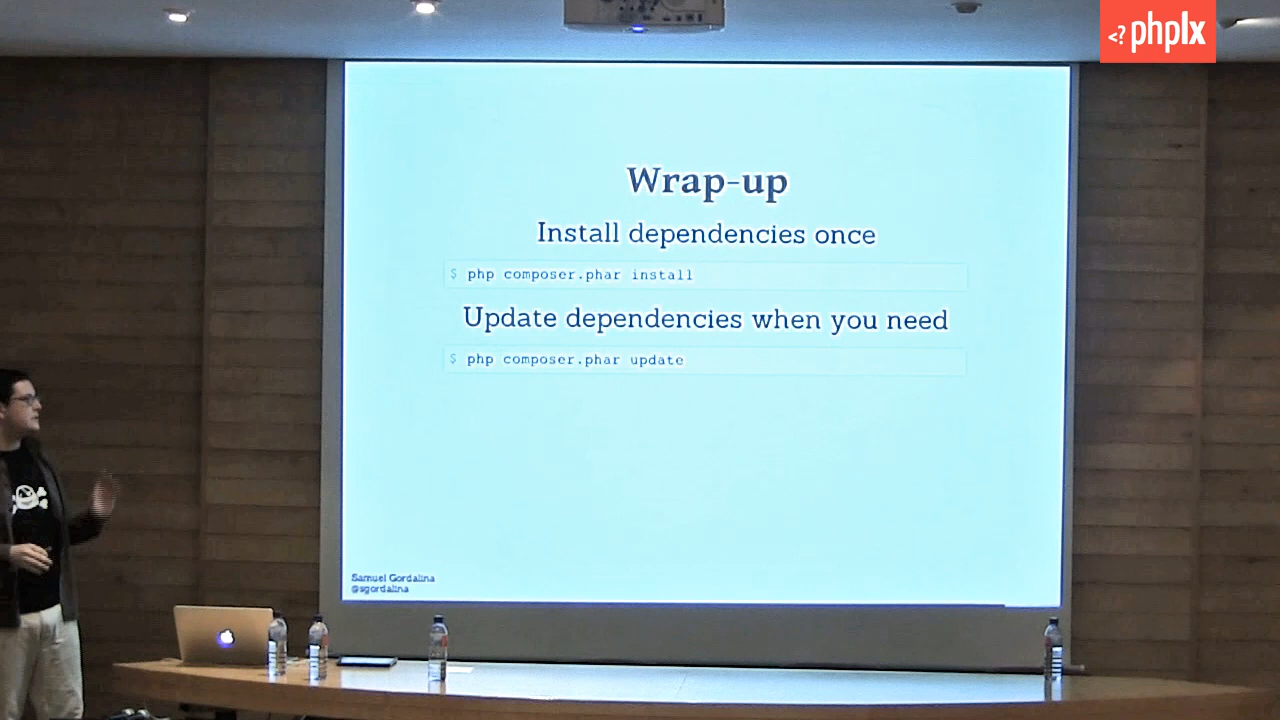 <? phplx
Wrap-up
Install dependencies once
$ php composer.phar install
Update dependencies when you need
$ php composer.phar update
Samuel Gordalina
@sgordalina